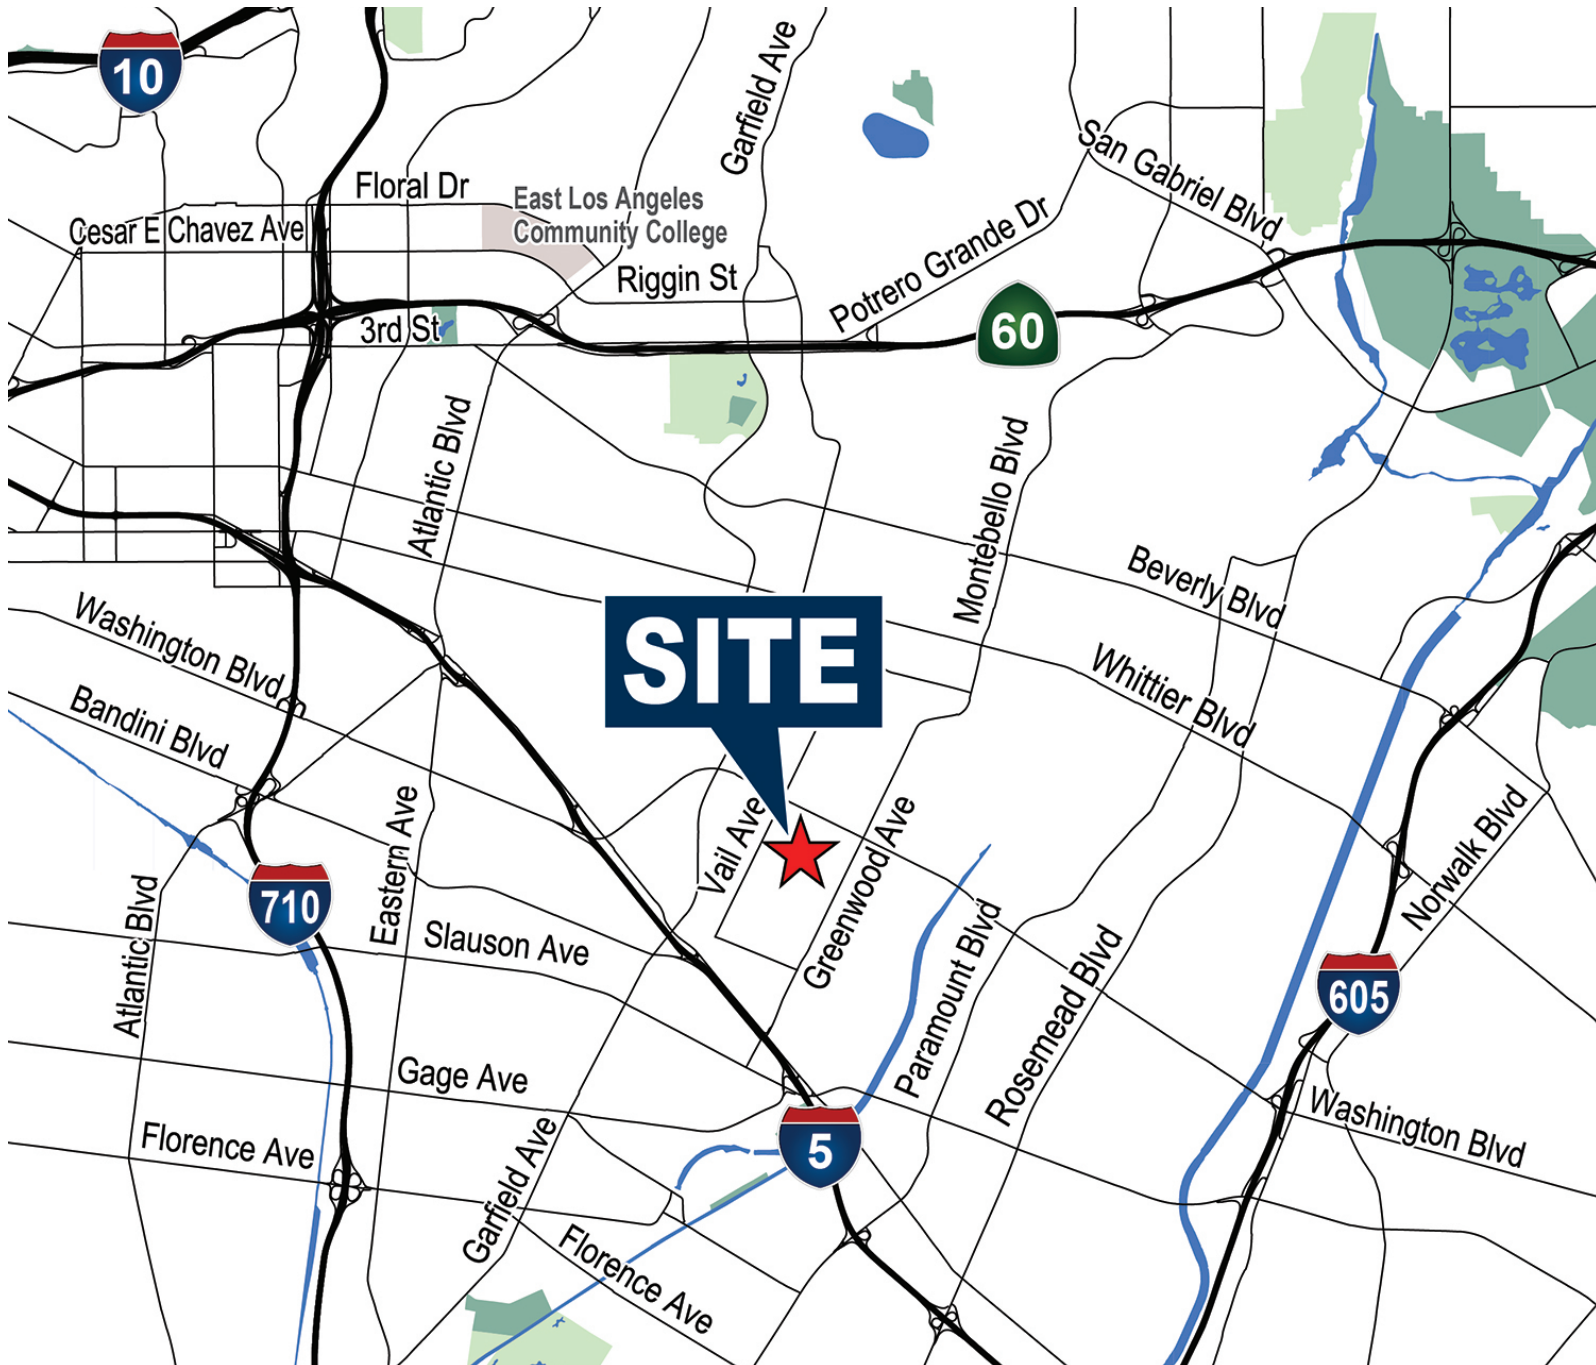 10
Garfield Ave
San Gabriel Blvd
Floral Dr
East Los Angeles
Community College
Cesar E Chavez Ave
Riggin St
Potrero Grande Dr
60
3rd St
Atlantic Blvd
Montebello Blvd
Beverly Blvd
Washington Blvd
SITE
Whittier Blvd
Bandini Blvd
Vail Ave
Eastern Ave
Greenwood Ave
Norwalk Blvd
710
Atlantic Blvd
Slauson Ave
Paramount Blvd
Rosemead Blvd
605
Gage Ave
Washington Blvd
Florence Ave
5
Garfield Ave
Florence Ave